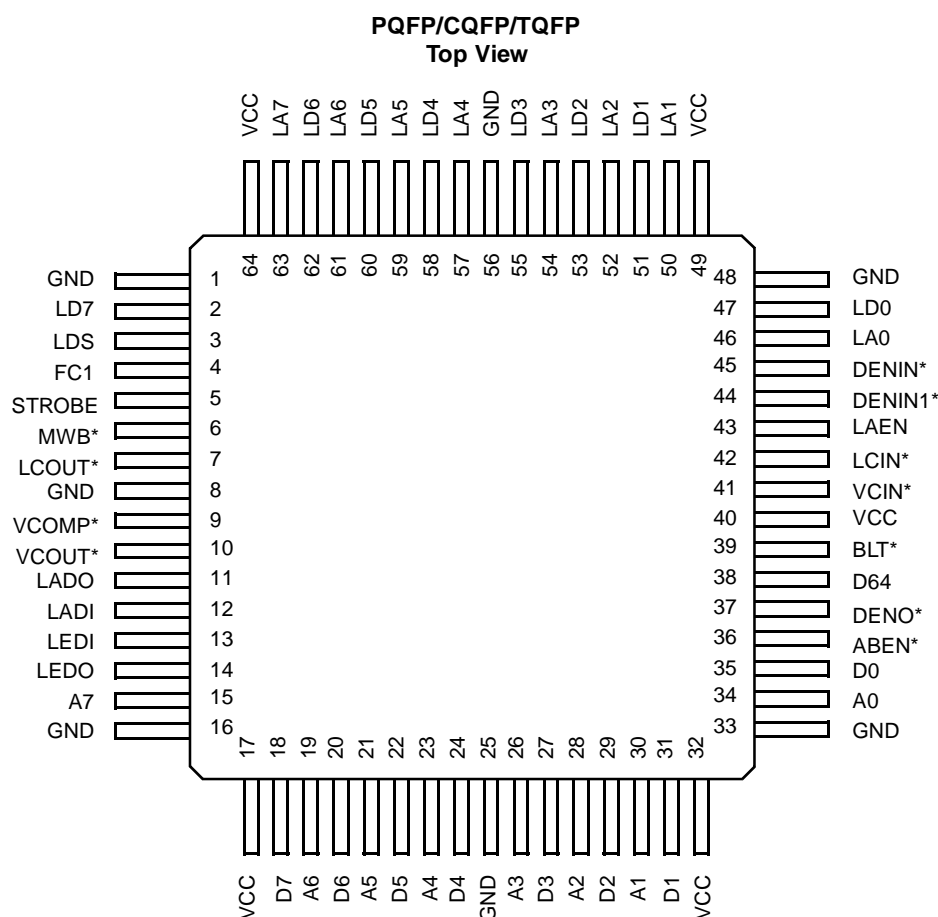 PQFP/CQFP/TQFP
Top View
VCC LA7 LD6 LA6 LD5 LA5 LD4 LA4 GND LD3 LA3 LD2 LA2 LD1 LA1 VCC
64 63 62 61 60 59 58 57 56 55 54 53 52 51 50 49
GND 1 48 GND
LD7 2 47 LD0
LDS 3 46 LA0
FC1 4 45 DENIN*
STROBE 5 44 DENIN1*
MWB* 6 43 LAEN
LCOUT* 7 42 LCIN*
GND 8 41 VCIN*
VCOMP* 9 40 VCC
VCOUT* 10 39 BLT*
LADO 11 38 D64
LADI 12 37 DENO*
LEDI 13 36 ABEN*
LEDO 14 35 D0
A7 15 34 A0
GND 16 33 GND
17 18 19 20 21 22 23 24 25 26 27 28 29 30 31 32
VCC D7 A6 D6 A5 D5 A4 D4 GND A3 D3 A2 D2 A1 D1 VCC